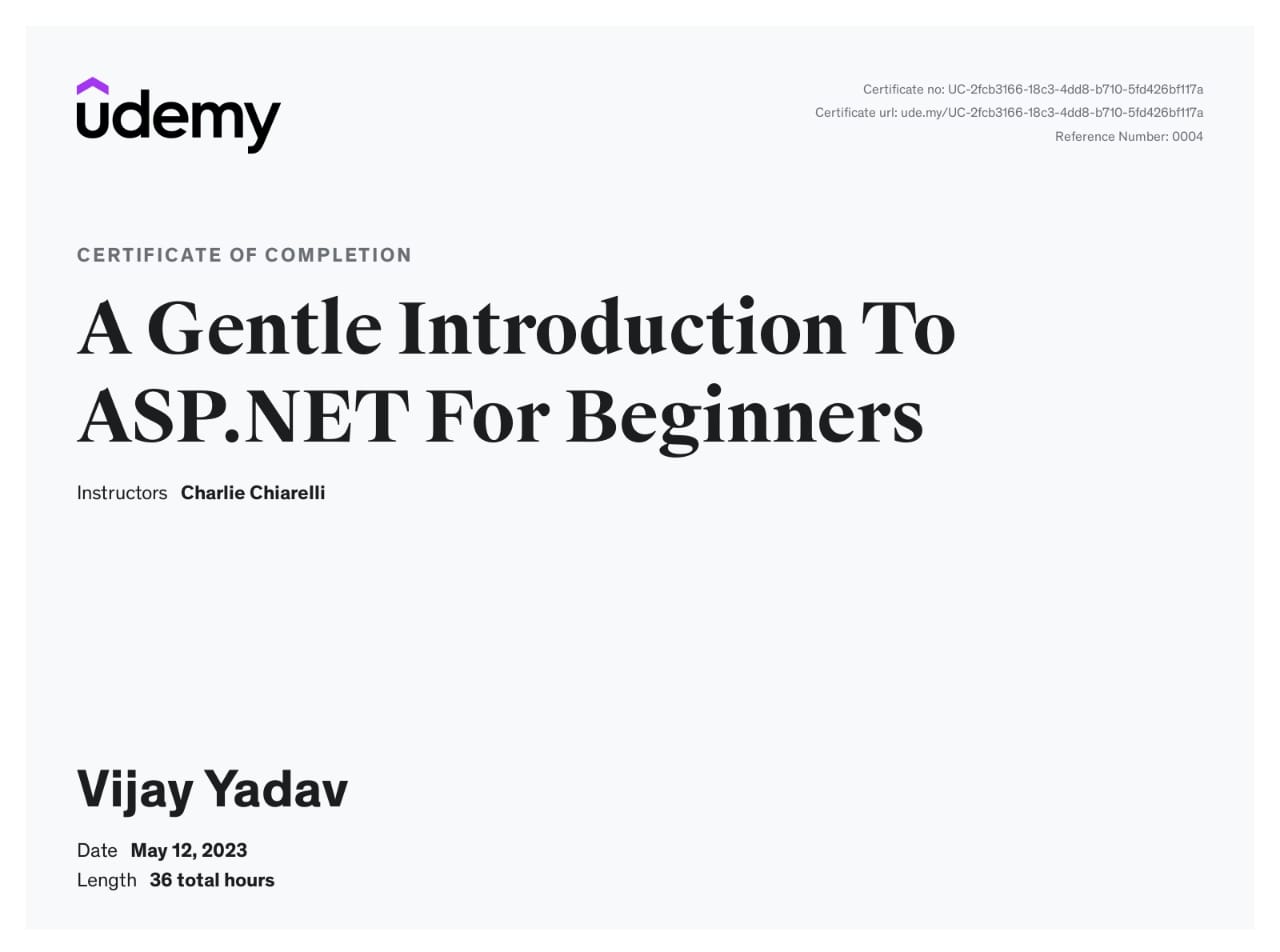 udemy
Certificate no: UC-2fcb3166-18c3-4dd8-b710-5fd426bf117a
Certificate url: ude.my/UC-2fcb3166-18c3-4dd8-b710-5fd426bf117a
Reference Number: 0004
CERTIFICATE OF COMPLETION
A Gentle Introduction To
ASP.NET For Beginners
Instructors Charlie Chiarelli
Vijay Yadav
Date May 12, 2023
Length 36 total hours